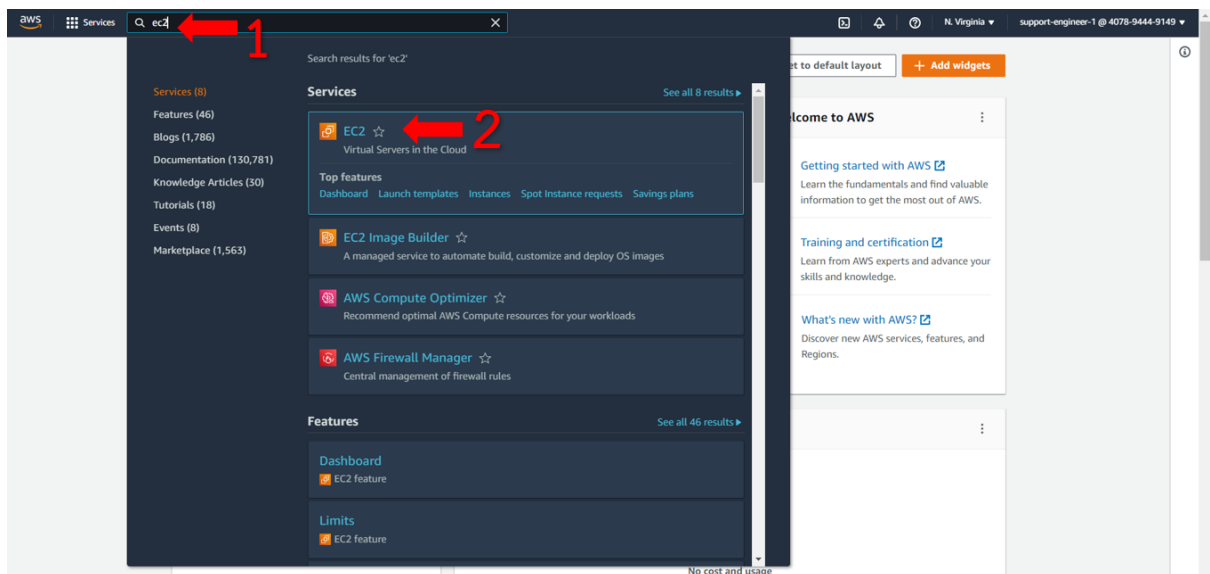 aws
Services
ec2
N. Virginia ▼
support-engineer-1 @ 4078-9444-9149 ▼
1
Search results for 'ec2'
Services (8)
Features (46)
Blogs (1,786)
Documentation (130,781)
Knowledge Articles (30)
Tutorials (18)
Events (8)
Marketplace (1,563)
Services
See all 8 results ▶
EC2
2
Virtual Servers in the Cloud
Top features
Dashboard Launch templates Instances Spot Instance requests Savings plans
EC2 Image Builder
A managed service to automate build, customize and deploy OS images
AWS Compute Optimizer
Recommend optimal AWS Compute resources for your workloads
AWS Firewall Manager
Central management of firewall rules
Features
See all 46 results ▶
Dashboard
EC2 feature
Limits
EC2 feature
et to default layout
+ Add widgets
lcome to AWS
Getting started with AWS
Learn the fundamentals and find valuable
information to get the most out of AWS.
Training and certification
Learn from AWS experts and advance your
skills and knowledge.
What's new with AWS?
Discover new AWS services, features, and
Regions.
No cost and usage